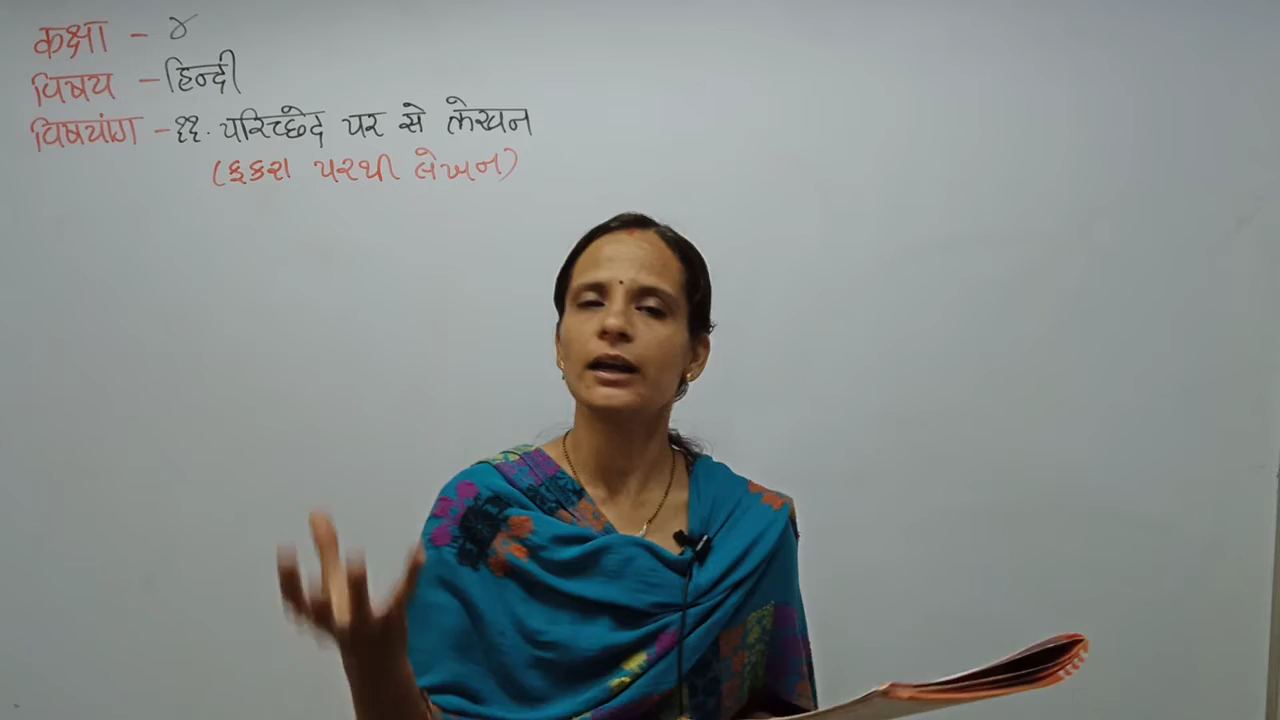 कक्षा - ४
विषय - हिन्दी
विषयांग - ११. परिच्छेद पर से लेखन
(ફકરા પરથી લેખન)